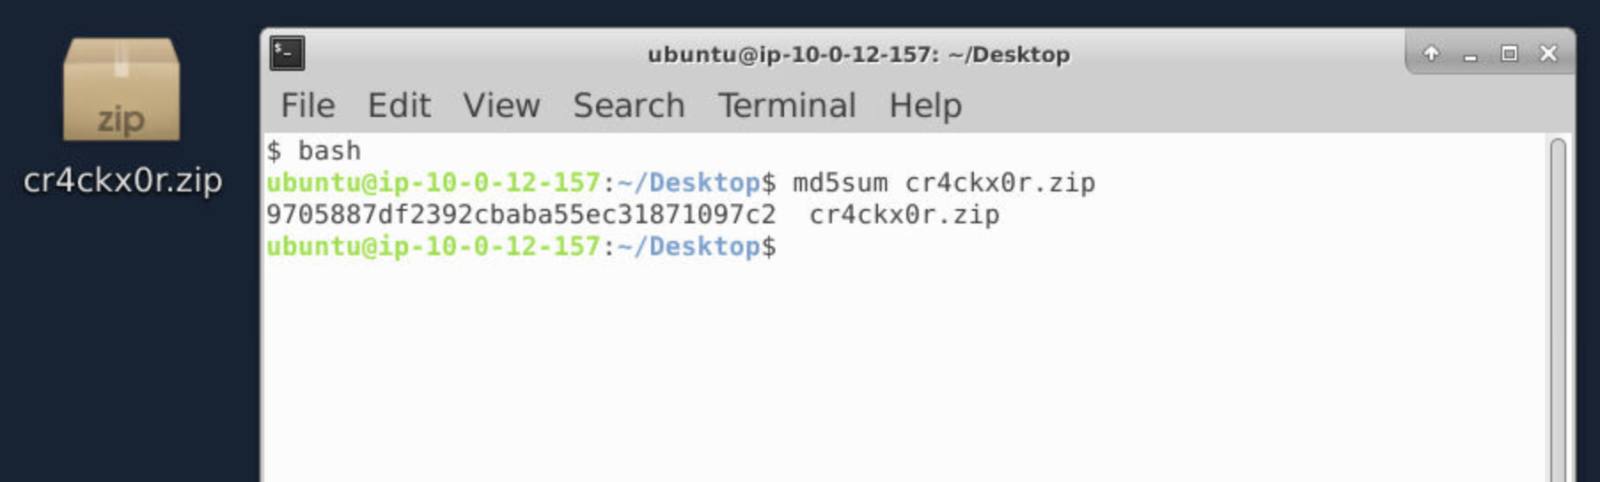 zip
cr4ckx0r.zip
ubuntu@ip-10-0-12-157: ~/Desktop
File Edit View Search Terminal Help
$ bash
ubuntu@ip-10-0-12-157:~/Desktop$ md5sum cr4ckx0r.zip
9705887df2392cbaba55ec31871097c2  cr4ckx0r.zip
ubuntu@ip-10-0-12-157:~/Desktop$